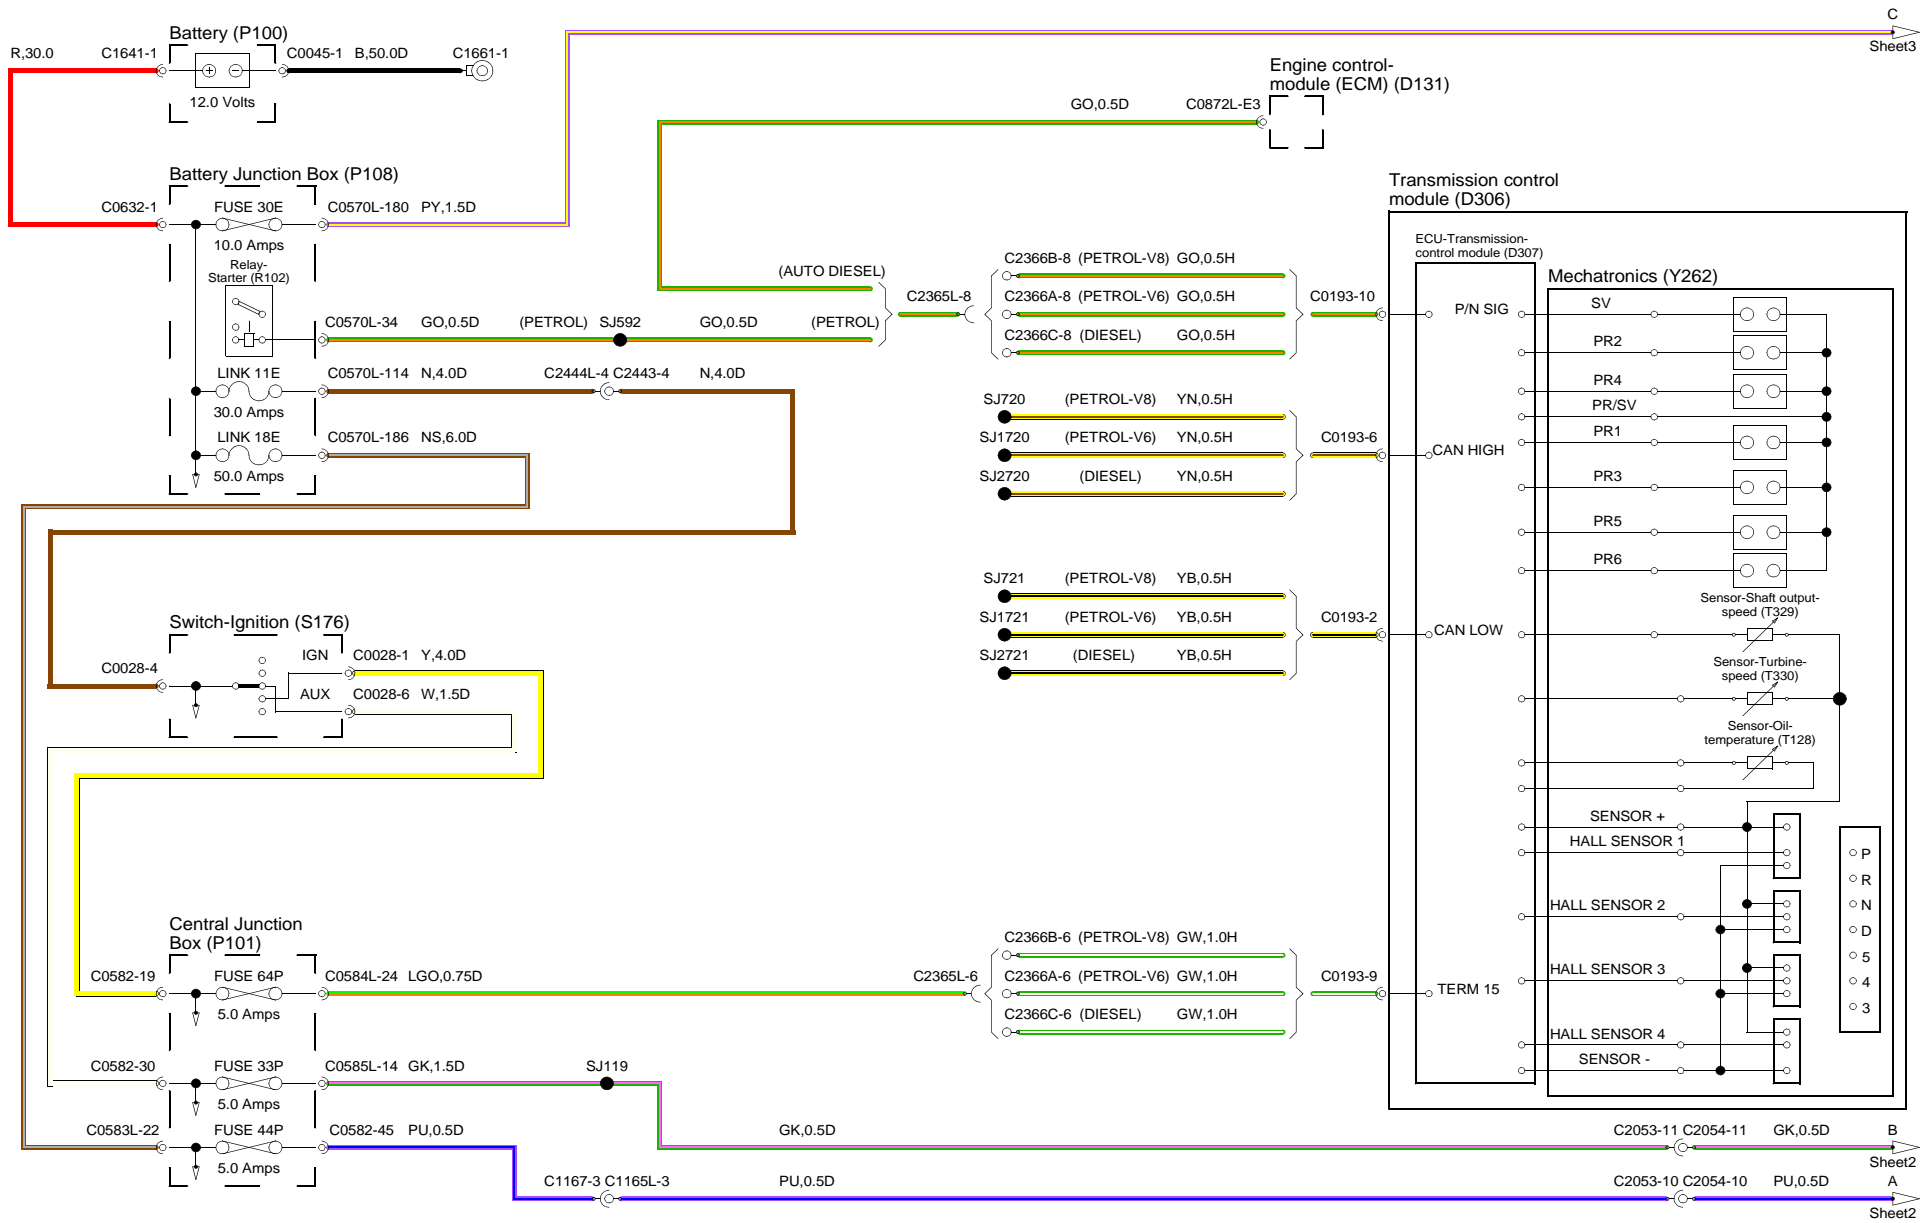 C
Sheet3
Battery (P100)
R,30.0
C1641-1
C0045-1 B,50.0D
C1661-1
12.0 Volts
Engine control-
module (ECM) (D131)
GO,0.5D
C0872L-E3
Battery Junction Box (P108)
C0632-1
FUSE 30E
C0570L-180 PY,1.5D
10.0 Amps
Relay-
Starter (R102)
C0570L-34
GO,0.5D
(PETROL)
SJ592
GO,0.5D
(PETROL)
(AUTO DIESEL)
C2365L-8
C2366B-8 (PETROL-V8) GO,0.5H
C2366A-8 (PETROL-V6) GO,0.5H
C2366C-8 (DIESEL) GO,0.5H
C0193-10
LINK 11E
C0570L-114 N,4.0D
C2444L-4 C2443-4
N,4.0D
30.0 Amps
LINK 18E
C0570L-186 NS,6.0D
50.0 Amps
SJ720 (PETROL-V8) YN,0.5H
SJ1720 (PETROL-V6) YN,0.5H
SJ2720 (DIESEL) YN,0.5H
C0193-6
SJ721 (PETROL-V8) YB,0.5H
SJ1721 (PETROL-V6) YB,0.5H
SJ2721 (DIESEL) YB,0.5H
C0193-2
Transmission control
module (D306)
ECU-Transmission-
control module (D307)
Mechatronics (Y262)
P/N SIG
CAN HIGH
CAN LOW
TERM 15
SV
PR2
PR4
PR/SV
PR1
PR3
PR5
PR6
Sensor-Shaft output-
speed (T329)
Sensor-Turbine-
speed (T330)
Sensor-Oil-
temperature (T128)
SENSOR +
HALL SENSOR 1
HALL SENSOR 2
HALL SENSOR 3
HALL SENSOR 4
SENSOR -
P
R
N
D
5
4
3
Switch-Ignition (S176)
C0028-4
IGN
C0028-1 Y,4.0D
AUX
C0028-6 W,1.5D
Central Junction
Box (P101)
C0582-19
FUSE 64P
C0584L-24 LGO,0.75D
5.0 Amps
C2365L-6
C2366B-6 (PETROL-V8) GW,1.0H
C2366A-6 (PETROL-V6) GW,1.0H
C2366C-6 (DIESEL) GW,1.0H
C0193-9
C0582-30
FUSE 33P
C0585L-14 GK,1.5D
SJ119
5.0 Amps
C0583L-22
FUSE 44P
C0582-45 PU,0.5D
5.0 Amps
GK,0.5D
C2053-11 C2054-11
GK,0.5D
B
Sheet2
C1167-3 C1165L-3
PU,0.5D
C2053-10 C2054-10
PU,0.5D
A
Sheet2